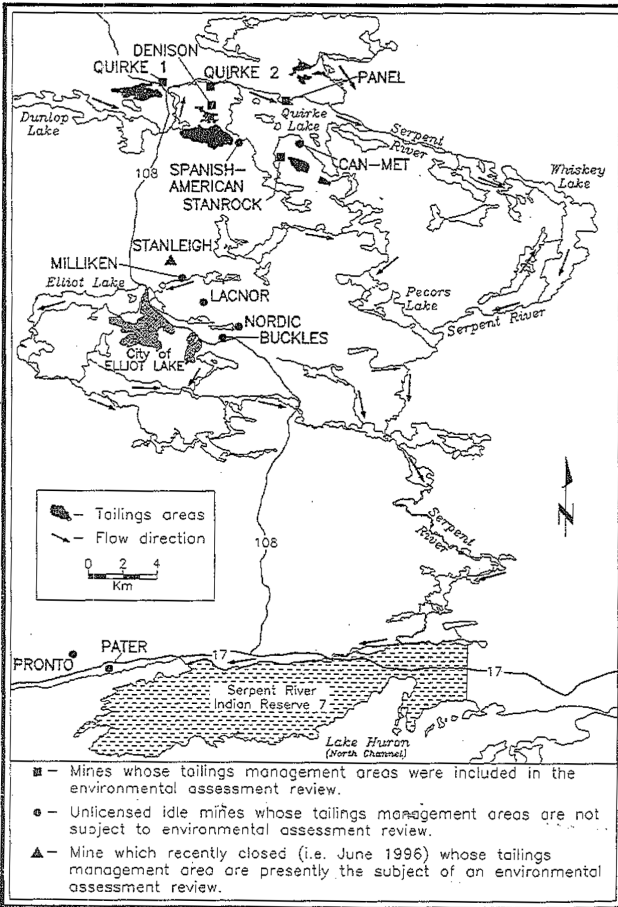 DENISON
QUIRKE 1
QUIRKE 2
PANEL
Dunlop
Lake
Quirke
Lake
Serpent
River
108
SPANISH-
AMERICAN
CAN-MET
STANROCK
Whiskey
Lake
STANLEIGH
MILLIKEN
Elliot Lake
LACNOR
Pecors
Lake
Serpent River
NORDIC
BUCKLES
City of
ELLIOT LAKE
Tailings areas
Flow direction
0 2 4
Km
108
N
Serpent
River
PATER
PRONTO
17
17
Serpent River
Indian Reserve 7
Lake Huron
(North Channel)
– Mines whose tailings management areas were included in the
environmental assessment review.
– Unlicensed idle mines whose tailings management areas are not
subject to environmental assessment review.
– Mine which recently closed (i.e. June 1996) whose tailings
management area are presently the subject of an environmental
assessment review.